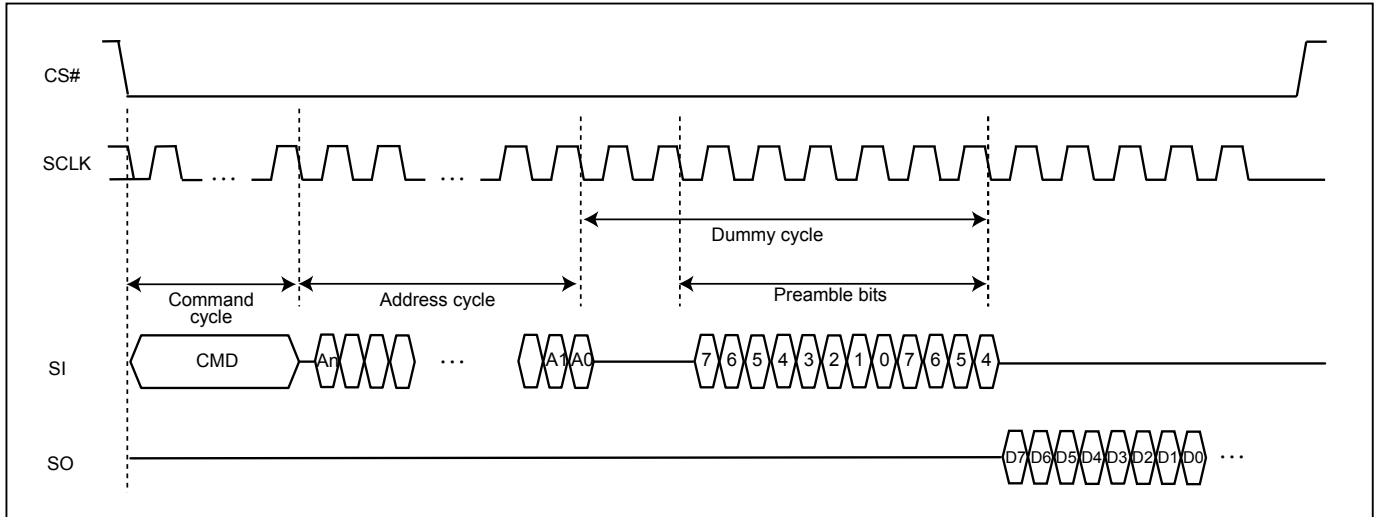 CS#
SCLK
...
...
Dummy cycle
Command
cycle
Address cycle
Preamble bits
SI
CMD
An
...
A1 A0
7 6 5 4 3 2 1 0 7 6 5 4
SO
D7 D6 D5 D4 D3 D2 D1 D0 ...